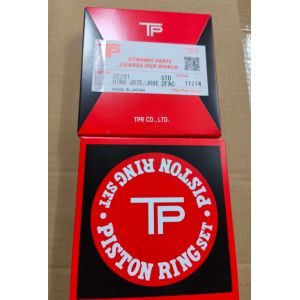 TP
DYNAMIC PARTS
CHANGE OUR WORLD
32281 STD
HINO J07E/J08E 2FAC 11214
MADE IN JAPAN
TPR CO., LTD.
PISTON RING SET
TP
PISTON RING SET